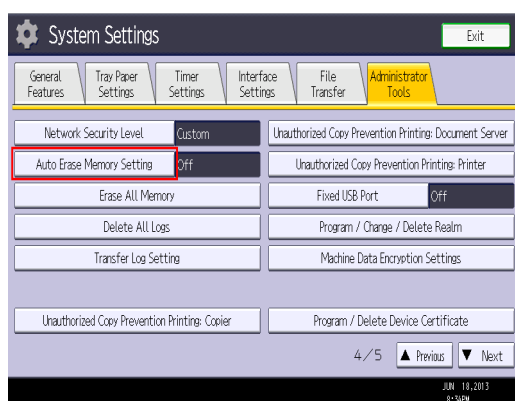 System Settings
Exit
General Features
Tray Paper Settings
Timer Settings
Interface Settings
File Transfer
Administrator Tools
Network Security Level
Custom
Unauthorized Copy Prevention Printing: Document Server
Auto Erase Memory Setting
Off
Unauthorized Copy Prevention Printing: Printer
Erase All Memory
Fixed USB Port
Off
Delete All Logs
Program / Change / Delete Realm
Transfer Log Setting
Machine Data Encryption Settings
Unauthorized Copy Prevention Printing: Copier
Program / Delete Device Certificate
4/5
▲ Previous
▼ Next
JUN 18,2013
8:34PM